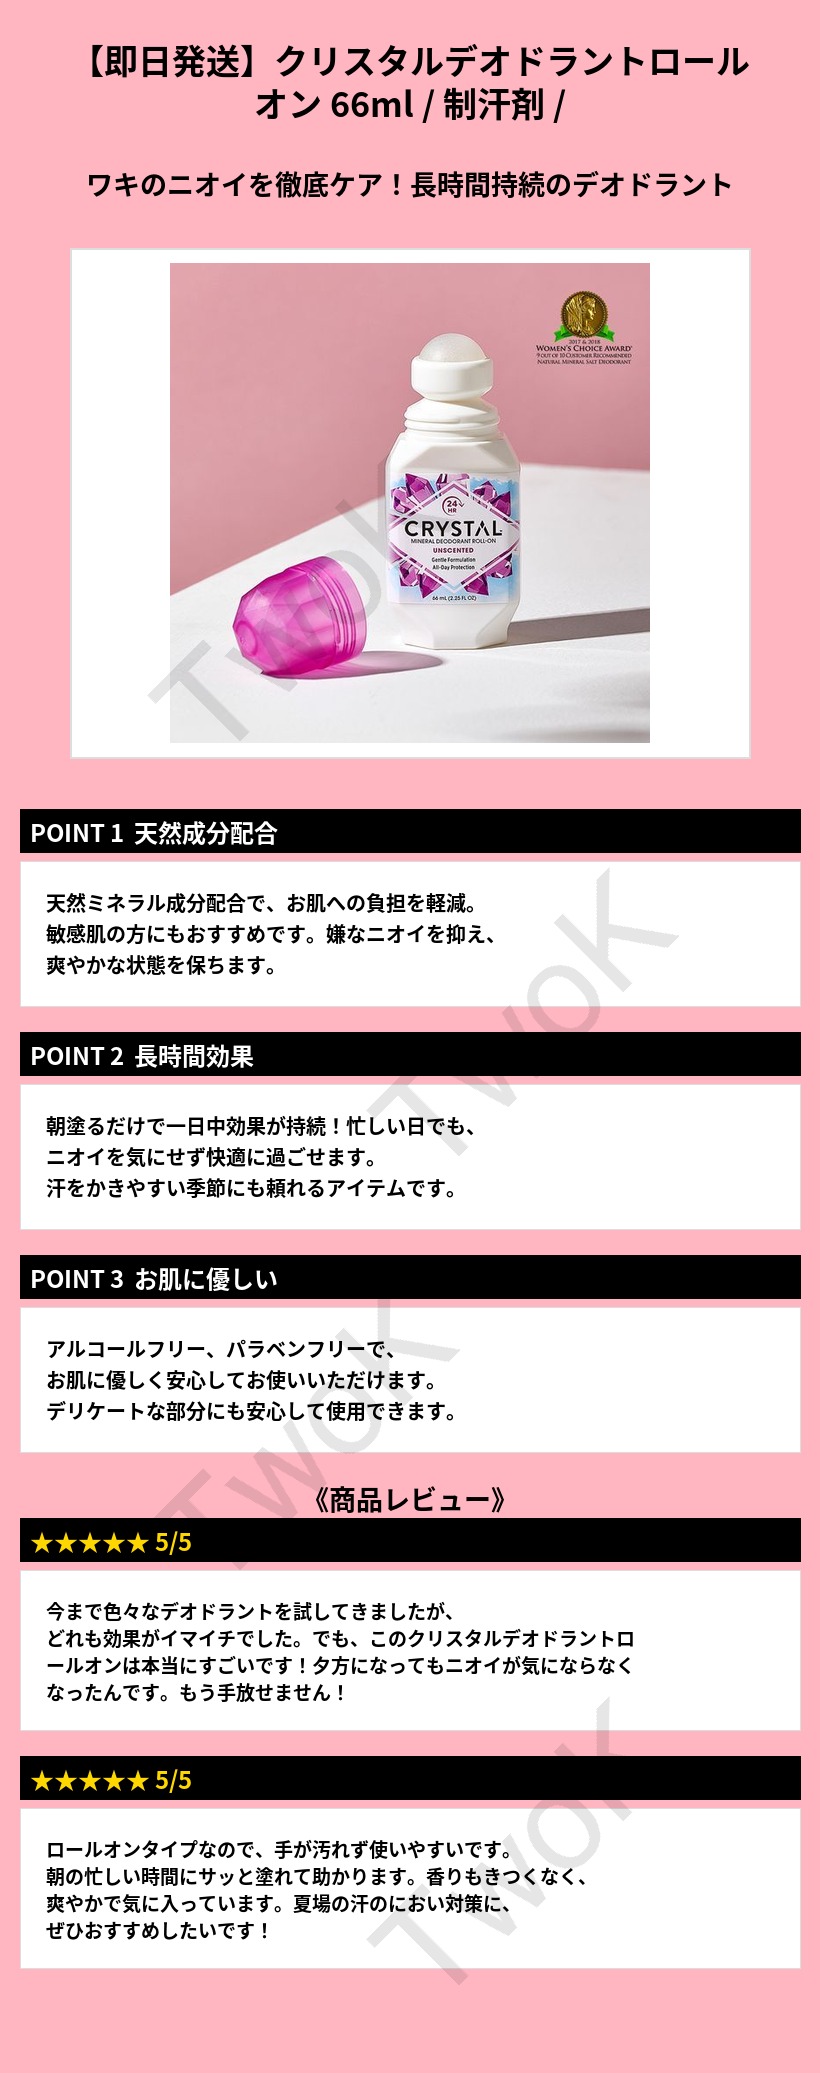 【即日発送】クリスタルデオドラントロール
オン 66ml / 制汗剤 /
ワキのニオイを徹底ケア！長時間持続のデオドラント
2017 & 2018
WOMEN'S CHOICE AWARD
9 OUT OF 10 CUSTOMER RECOMMENDED
NATURAL MINERAL SALT DEODORANT
24
HR
CRYSTAL
MINERAL DEODORANT ROLL-ON
UNSCENTED
Gentle Formulation
All-Day Protection
66 mL (2.25 FL OZ)
TwoK
POINT 1 天然成分配合
天然ミネラル成分配合で、お肌への負担を軽減。
敏感肌の方にもおすすめです。嫌なニオイを抑え、
爽やかな状態を保ちます。
TwoK
POINT 2 長時間効果
朝塗るだけで一日中効果が持続！忙しい日でも、
ニオイを気にせず快適に過ごせます。
汗をかきやすい季節にも頼れるアイテムです。
POINT 3 お肌に優しい
アルコールフリー、パラベンフリーで、
お肌に優しく安心してお使いいただけます。
デリケートな部分にも安心して使用できます。
TwoK
《商品レビュー》
★★★★★ 5/5
今まで色々なデオドラントを試してきましたが、
どれも効果がイマイチでした。でも、このクリスタルデオドラントロ
ールオンは本当にすごいです！夕方になってもニオイが気にならなく
なったんです。もう手放せません！
★★★★★ 5/5
ロールオンタイプなので、手が汚れず使いやすいです。
朝の忙しい時間にサッと塗れて助かります。香りもきつくなく、
爽やかで気に入っています。夏場の汗のにおい対策に、
ぜひおすすめしたいです！
TwoK